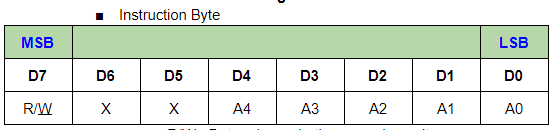 ■ Instruction Byte
MSB LSB
D7 D6 D5 D4 D3 D2 D1 D0
R/W X X A4 A3 A2 A1 A0